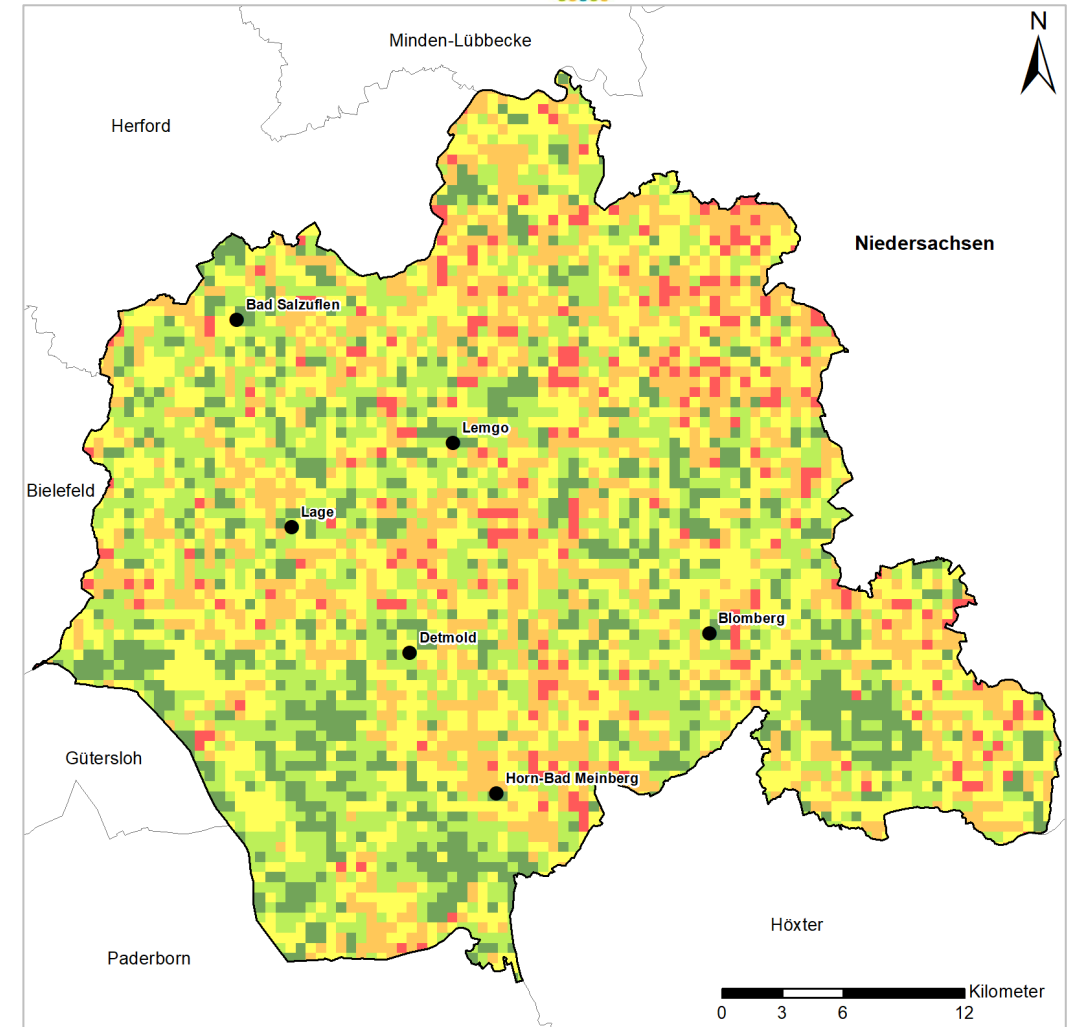 Minden-Lübbecke
N
Herford
Niedersachsen
Bad Salzuflen
Lemgo
Bielefeld
Lage
Blomberg
Detmold
Gütersloh
Horn-Bad Meinberg
Höxter
Paderborn
Kilometer
0 3 6 12